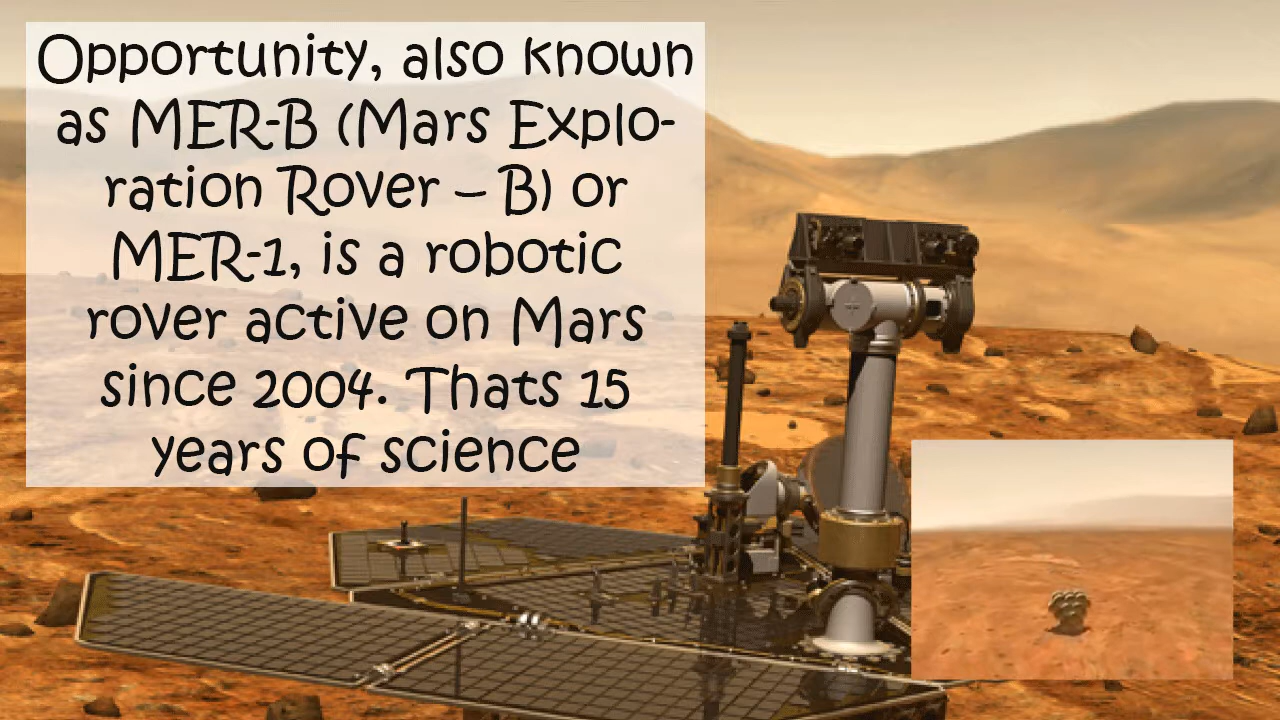 Opportunity, also known
as MER-B (Mars Explo-
ration Rover – B) or
MER-1, is a robotic
rover active on Mars
since 2004. Thats 15
years of science